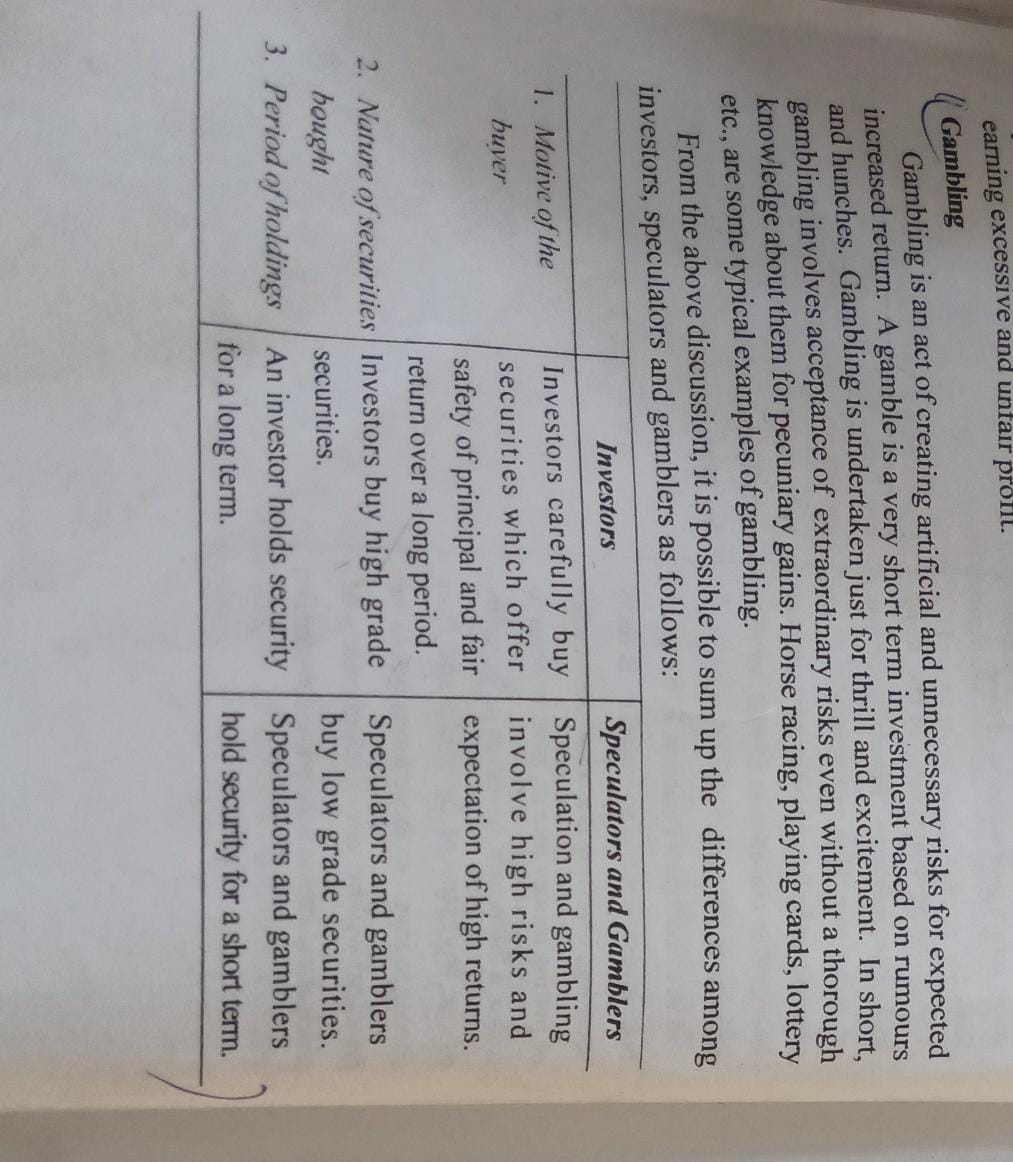 earning excessive and unfair profit.
Gambling
Gambling is an act of creating artificial and unnecessary risks for expected
increased return. A gamble is a very short term investment based on rumours
and hunches. Gambling is undertaken just for thrill and excitement. In short,
gambling involves acceptance of extraordinary risks even without a thorough
knowledge about them for pecuniary gains. Horse racing, playing cards, lottery
etc., are some typical examples of gambling.
From the above discussion, it is possible to sum up the differences among
investors, speculators and gamblers as follows:
Investors Speculators and Gamblers
1. Motive of the Investors carefully buy Speculation and gambling
buyer securities which offer involve high risks and
safety of principal and fair expectation of high returns.
return over a long period.
2. Nature of securities Investors buy high grade Speculators and gamblers
bought securities. buy low grade securities.
3. Period of holdings An investor holds security Speculators and gamblers
for a long term. hold security for a short term.